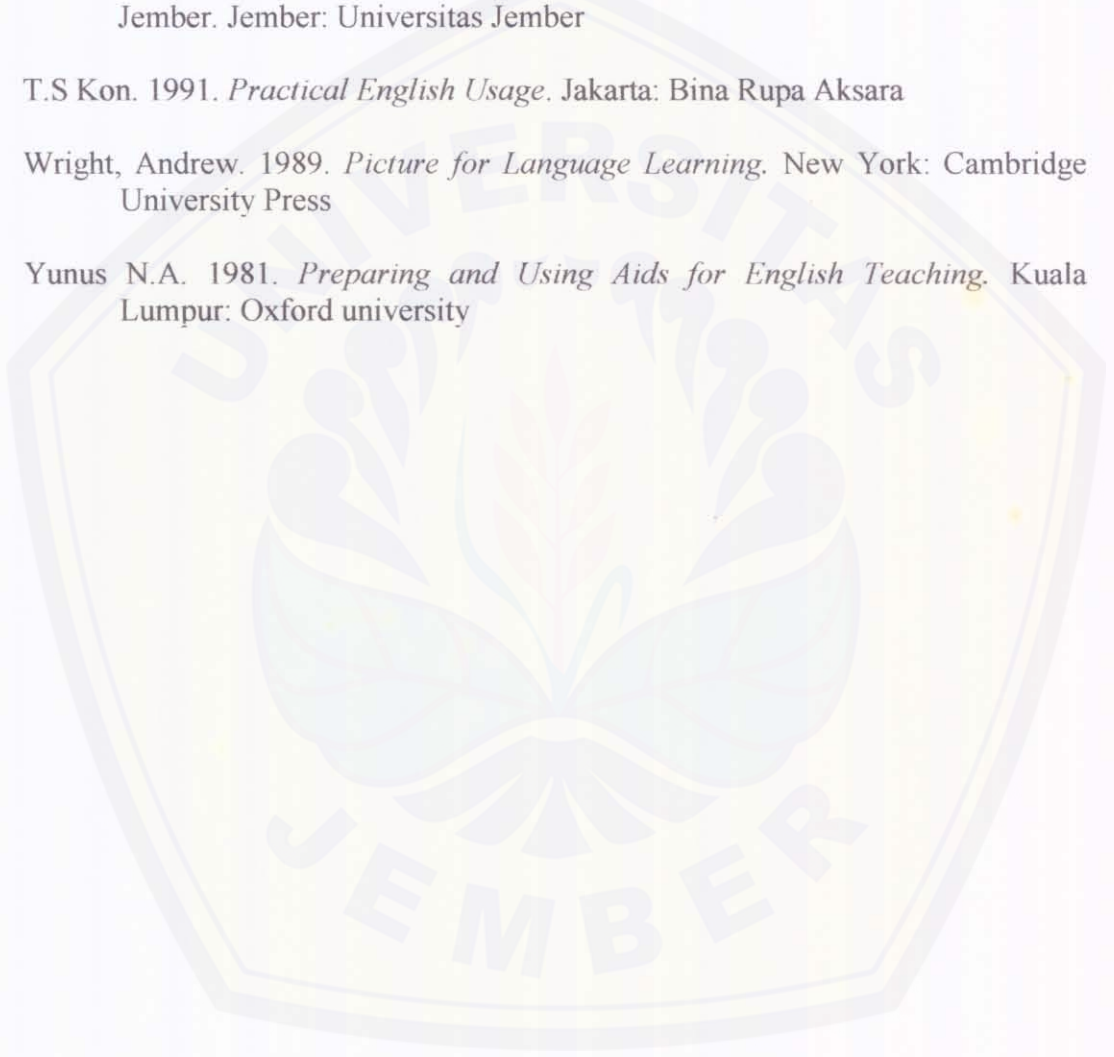 Jember. Jember: Universitas Jember
T.S Kon. 1991. Practical English Usage. Jakarta: Bina Rupa Aksara
Wright, Andrew. 1989. Picture for Language Learning. New York: Cambridge
University Press
Yunus N.A. 1981. Preparing and Using Aids for English Teaching. Kuala
Lumpur: Oxford university
UNIVERSITAS
JEMBER